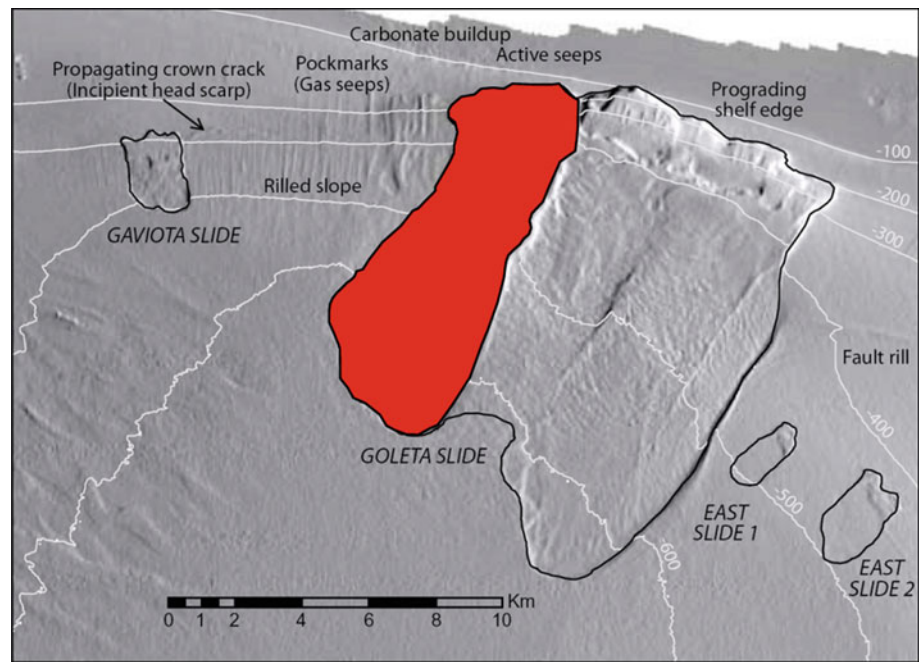 Carbonate buildup
Active seeps
Propagating crown crack
(Incipient head scarp)
Pockmarks
(Gas seeps)
Prograding
shelf edge
-100
-200
-300
Rilled slope
GAVIOTA SLIDE
Fault rill
-400
GOLETA SLIDE
-500
EAST
SLIDE 1
-600
EAST
SLIDE 2
Km
0 1 2 4 6 8 10